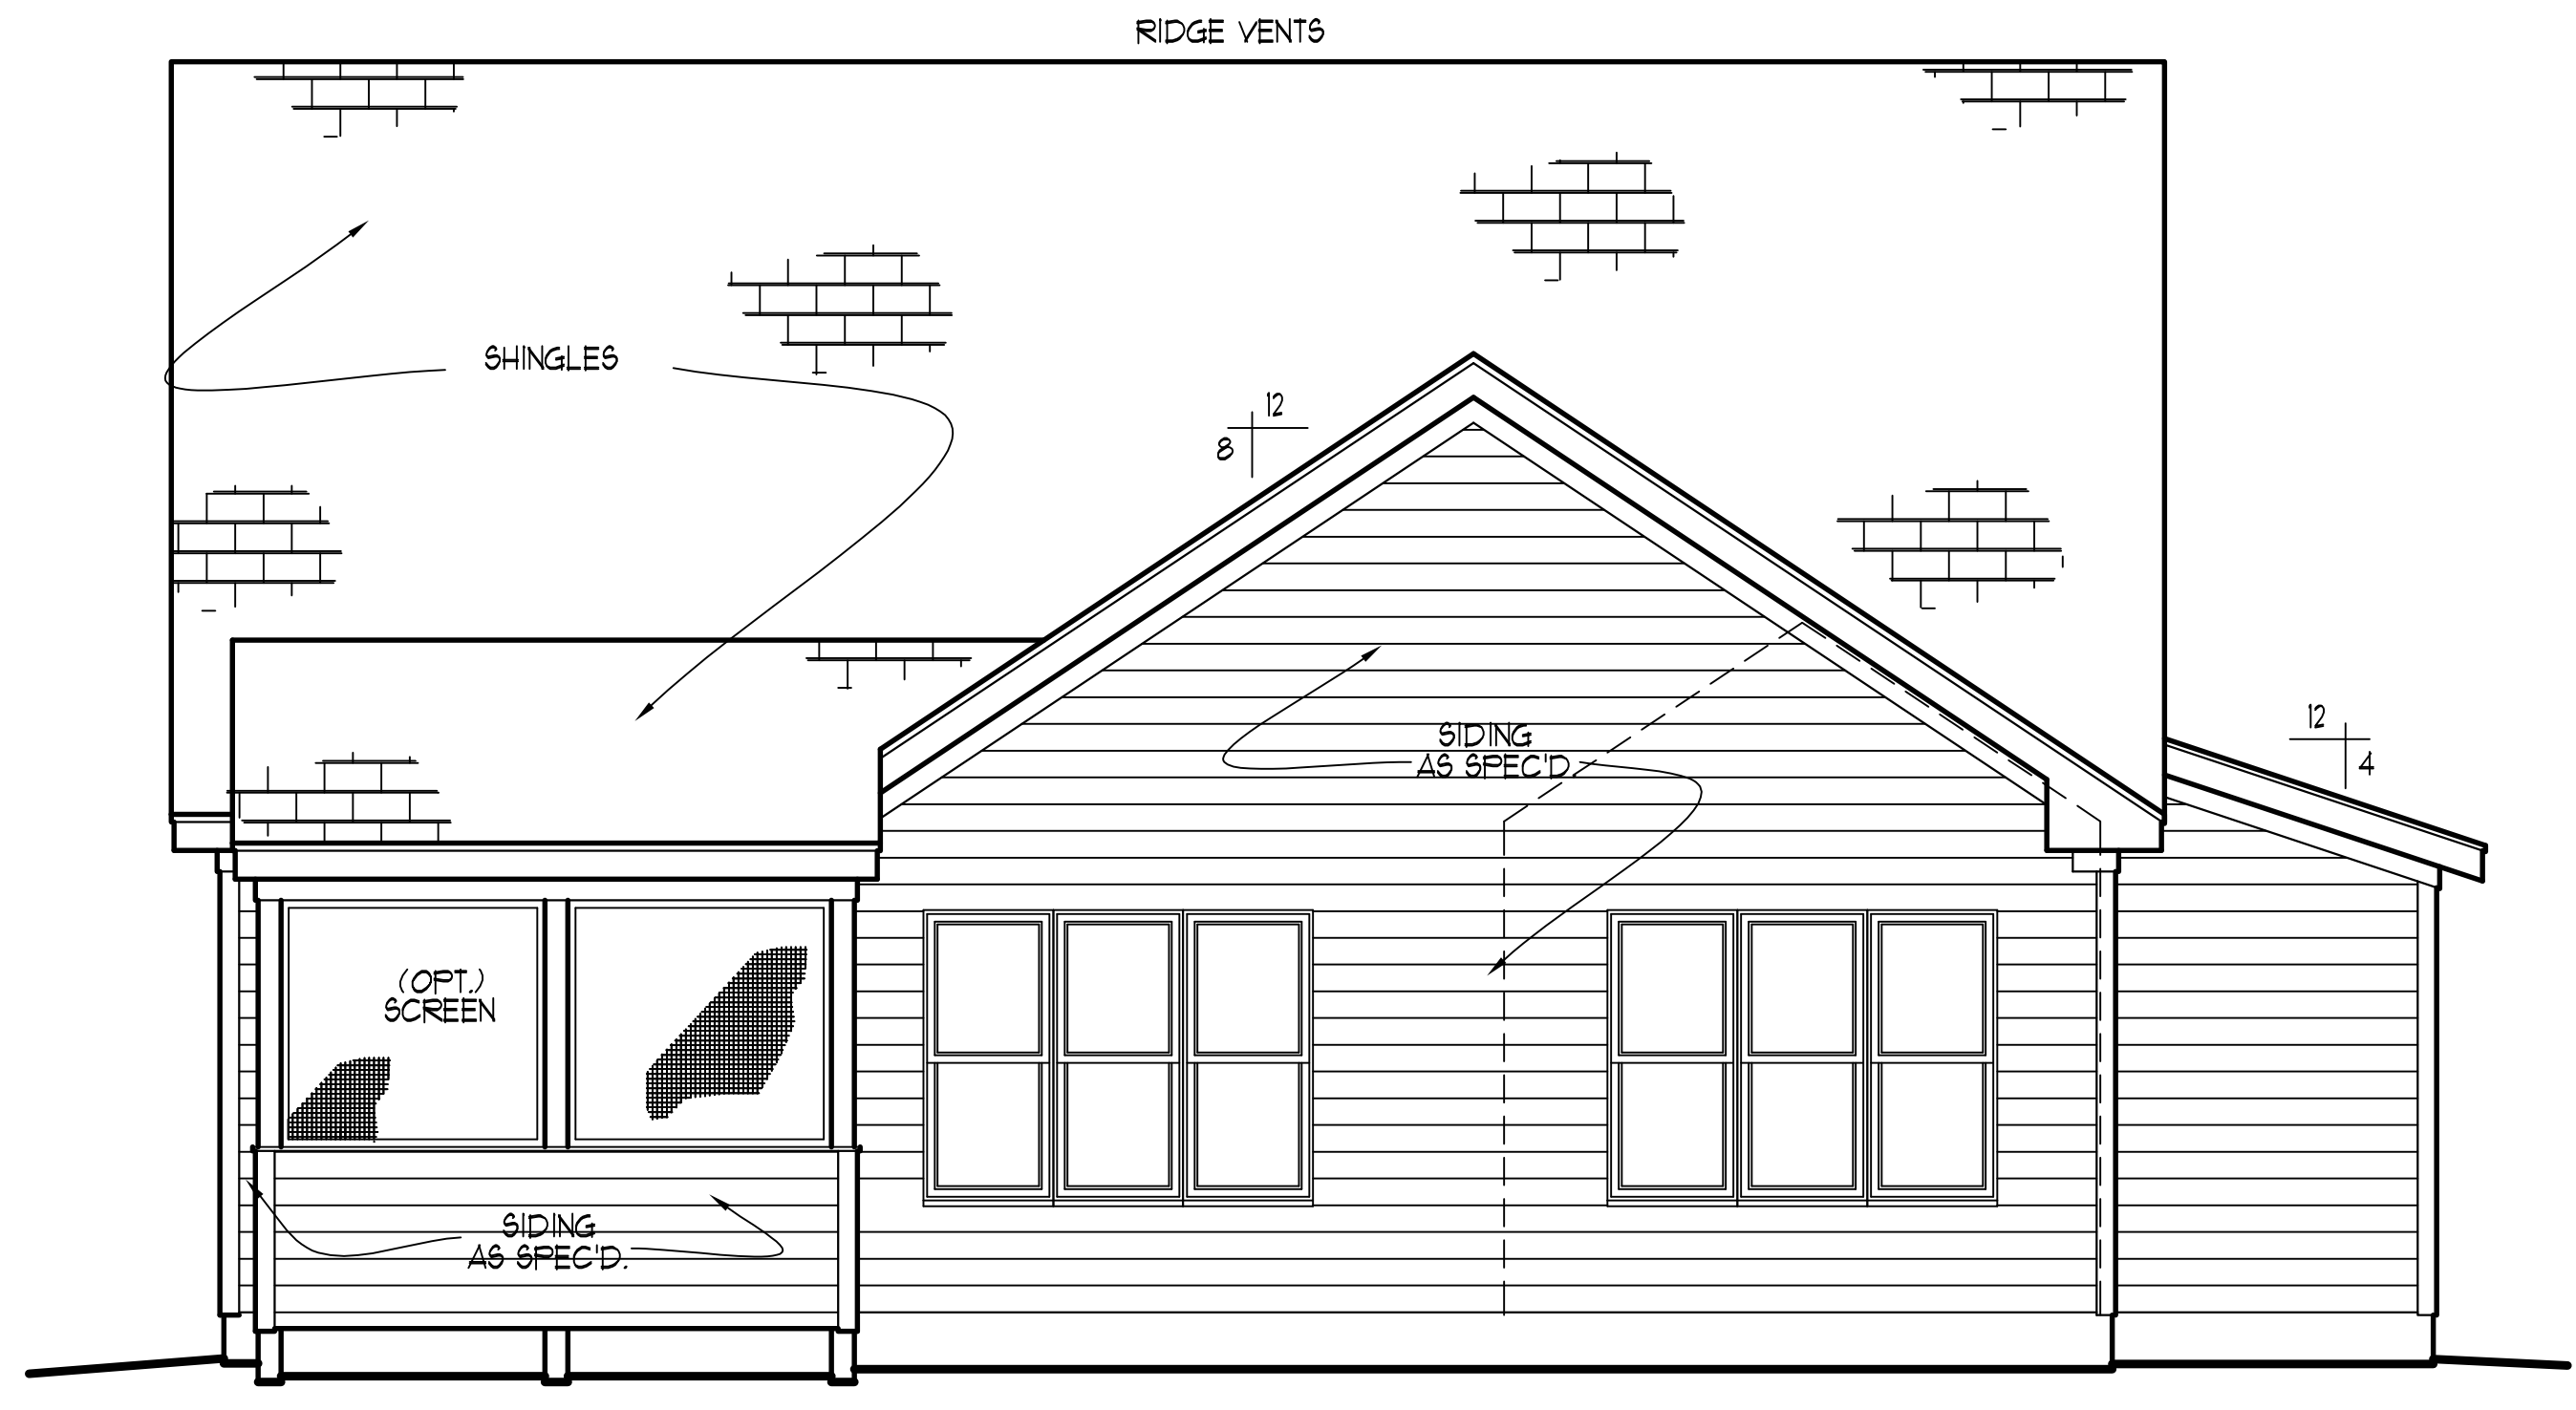 RIDGE VENTS
SHINGLES
12
8
12
4
SIDING
AS SPEC'D.
(OPT.)
SCREEN
SIDING
AS SPEC'D.